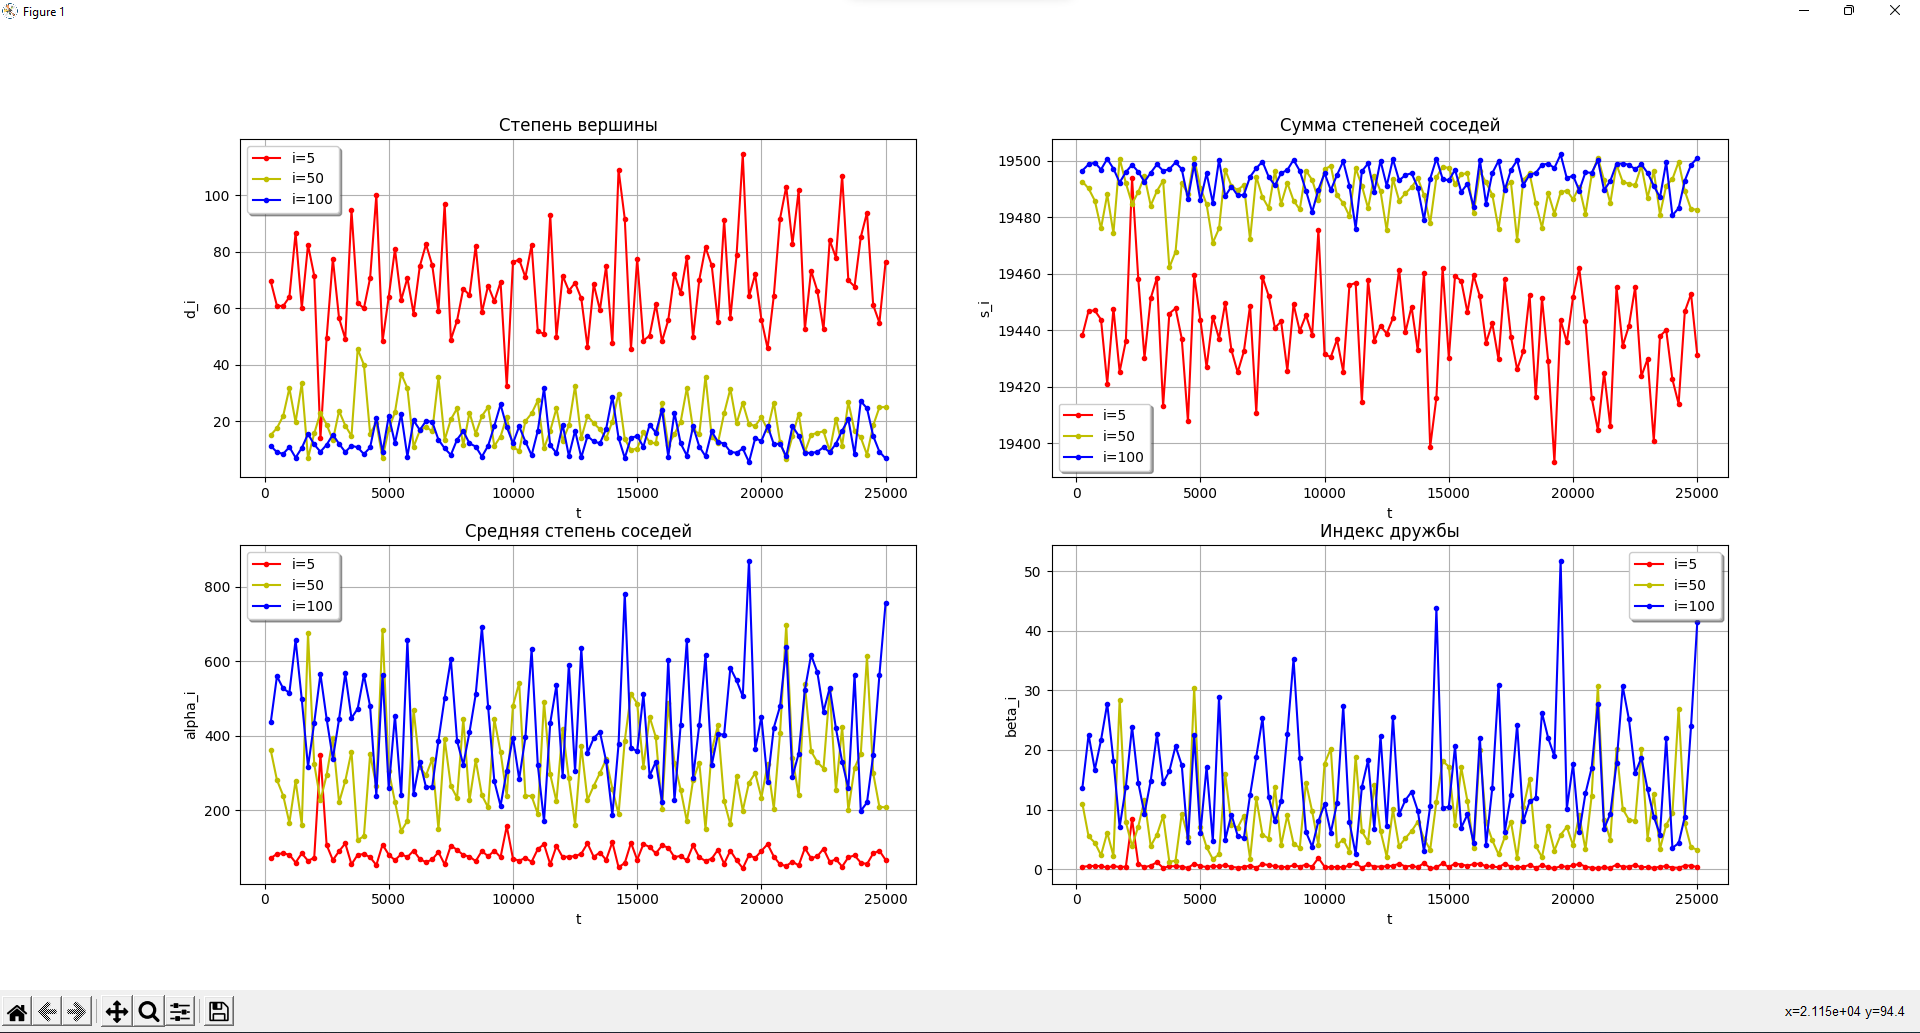 Figure 1
Степень вершины
d_i
100
80
60
40
20
i=5
i=50
i=100
0 5000 10000 15000 20000 25000
t
Сумма степеней соседей
s_i
19500
19480
19460
19440
19420
19400
i=5
i=50
i=100
0 5000 10000 15000 20000 25000
t
Средняя степень соседей
alpha_i
800
600
400
200
i=5
i=50
i=100
0 5000 10000 15000 20000 25000
t
Индекс дружбы
beta_i
50
40
30
20
10
0
i=5
i=50
i=100
0 5000 10000 15000 20000 25000
t
x=2.115e+04 y=94.4